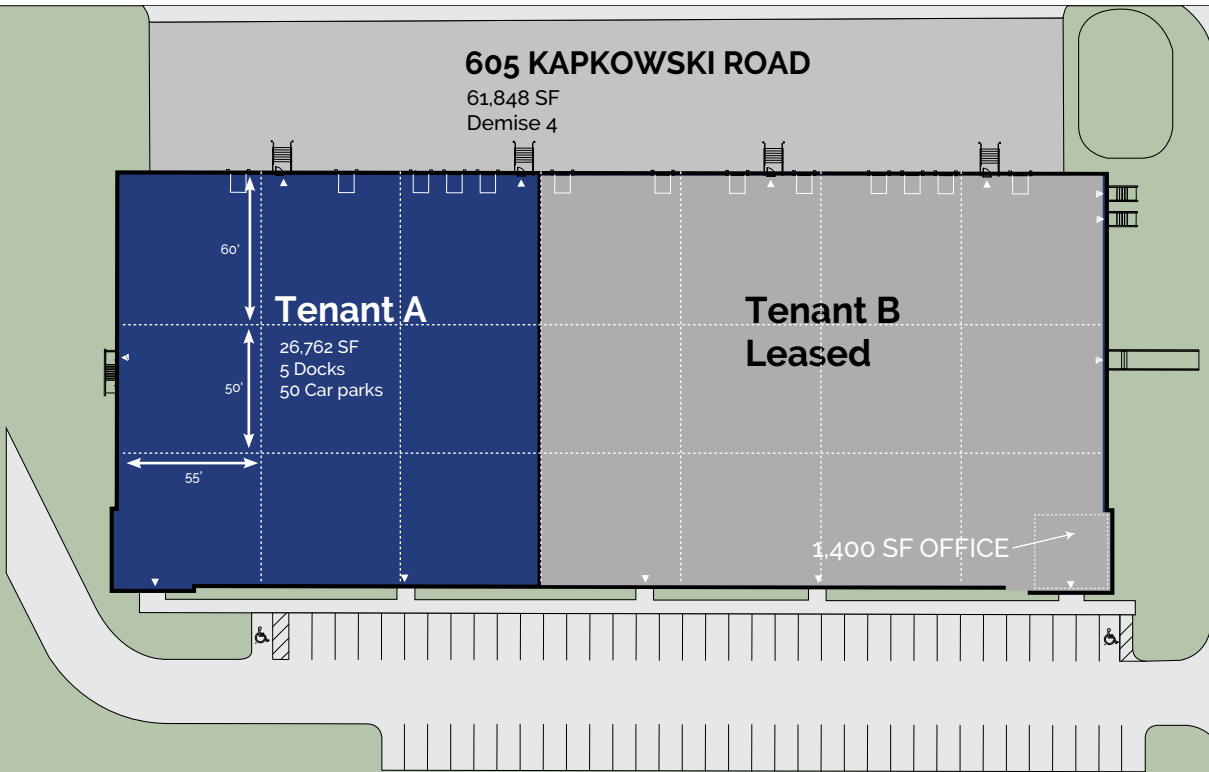 605 KAPKOWSKI ROAD
61,848 SF
Demise 4
60'
Tenant A
26,762 SF
5 Docks
50 Car parks
50'
55'
Tenant B
Leased
1,400 SF OFFICE